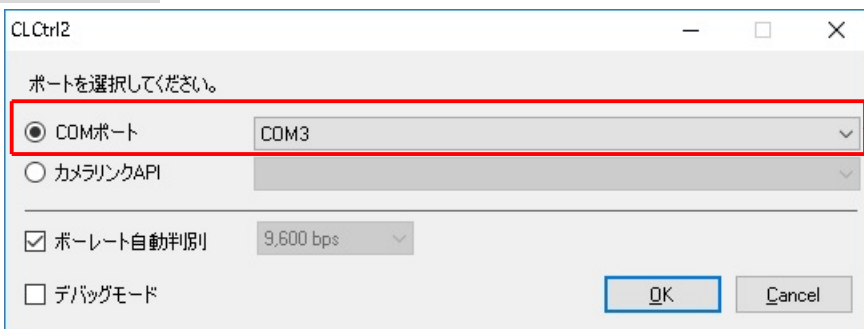 CLCtrl2
ポートを選択してください。
COMポート COM3
カメラリンクAPI
ボーレート自動判別 9,600 bps
デバッグモード OK Cancel